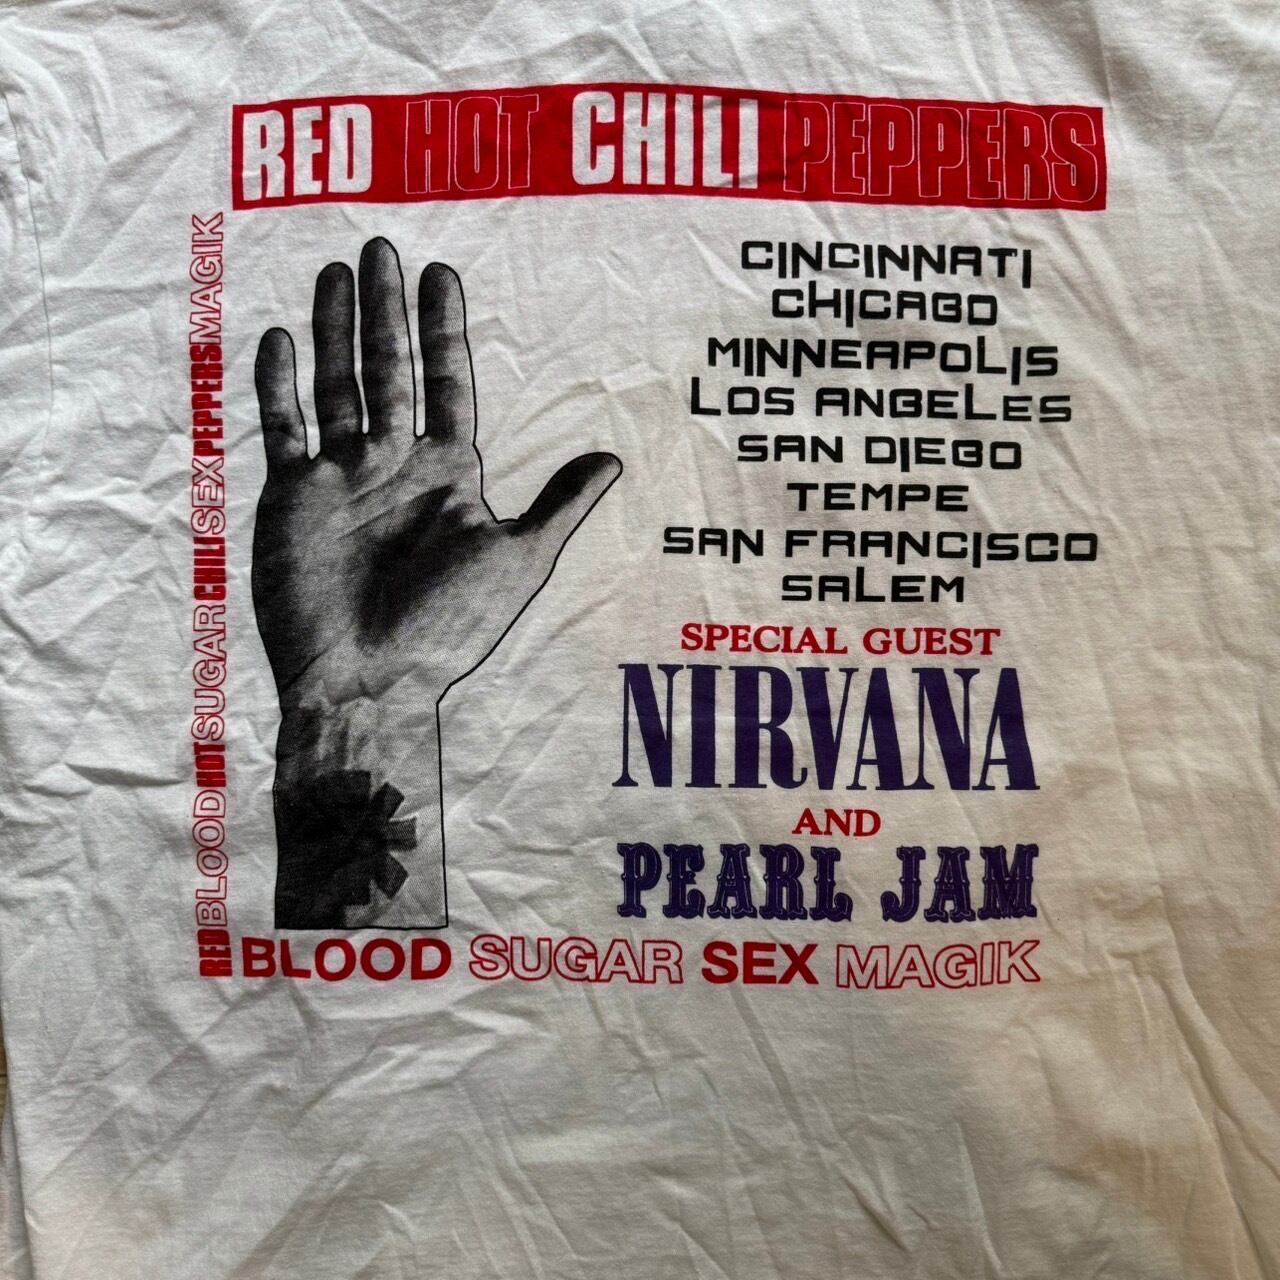 RED HOT CHILI PEPPERS
CINCINNATI
CHICAGO
MINNEAPOLIS
LOS ANGELES
SAN DIEGO
TEMPE
SAN FRANCISCO
SALEM
SPECIAL GUEST
NIRVANA
AND
PEARL JAM
REDBLOODHOTSUGARCHILISEXPEPPERSMAGIK
BLOOD SUGAR SEX MAGIK